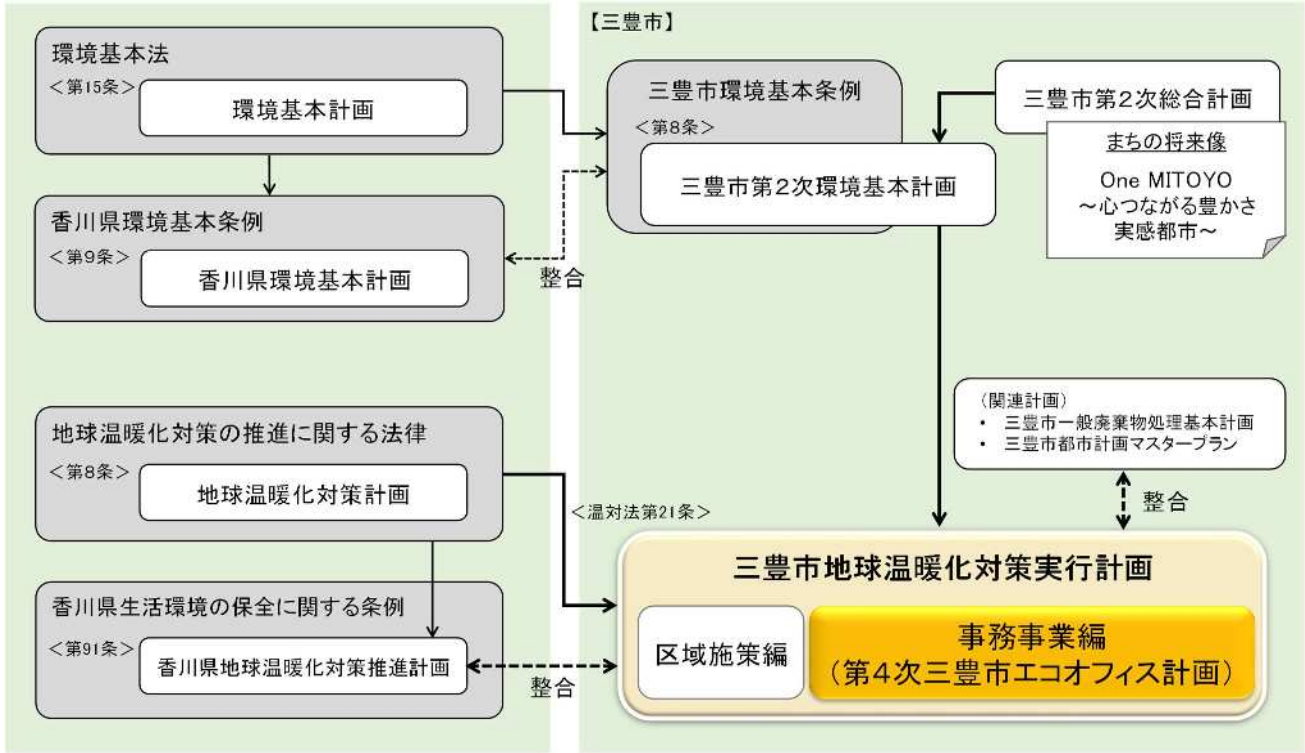 環境基本法
<第15条>
環境基本計画
香川県環境基本条例
<第9条>
香川県環境基本計画
整合
地球温暖化対策の推進に関する法律
<第8条>
地球温暖化対策計画
<温対法第21条>
香川県生活環境の保全に関する条例
<第91条>
香川県地球温暖化対策推進計画
整合
【三豊市】
三豊市環境基本条例
<第8条>
三豊市第2次環境基本計画
三豊市第2次総合計画
まちの将来像
One MITOYO
～心つながる豊かさ
実感都市～
（関連計画）
• 三豊市一般廃棄物処理基本計画
• 三豊市都市計画マスタープラン
整合
三豊市地球温暖化対策実行計画
区域施策編
事務事業編
（第4次三豊市エコオフィス計画）